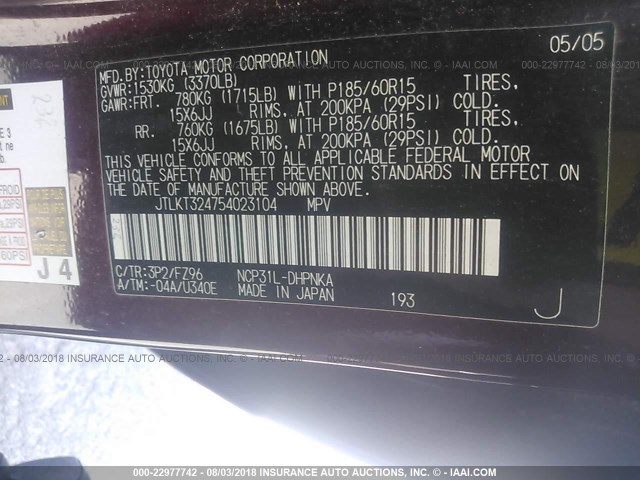 05/05
MFD.BY:TOYOTA MOTOR CORPORATION
GVWR:1530KG (3370LB)
GAWR:FRT. 780KG (1715LB) WITH P185/60R15 TIRES,
15X6JJ RIMS, AT 200KPA (29PSI) COLD.
RR. 760KG (1675LB) WITH P185/60R15 TIRES,
15X6JJ RIMS, AT 200KPA (29PSI) COLD.
THIS VEHICLE CONFORMS TO ALL APPLICABLE FEDERAL MOTOR
VEHICLE SAFETY AND THEFT PREVENTION STANDARDS IN EFFECT ON
THE DATE OF MANUFACTURE SHOWN ABOVE.
JTLKT324754023104 MPV
C/TR:3P2/FZ96 NCP31L-DHPNKA
A/TM:-04A/U340E MADE IN JAPAN 193 J
J 4
000-22977742 - 08/03/2018 - INSURANCE AUTO AUCTIONS - © IAAI.COM